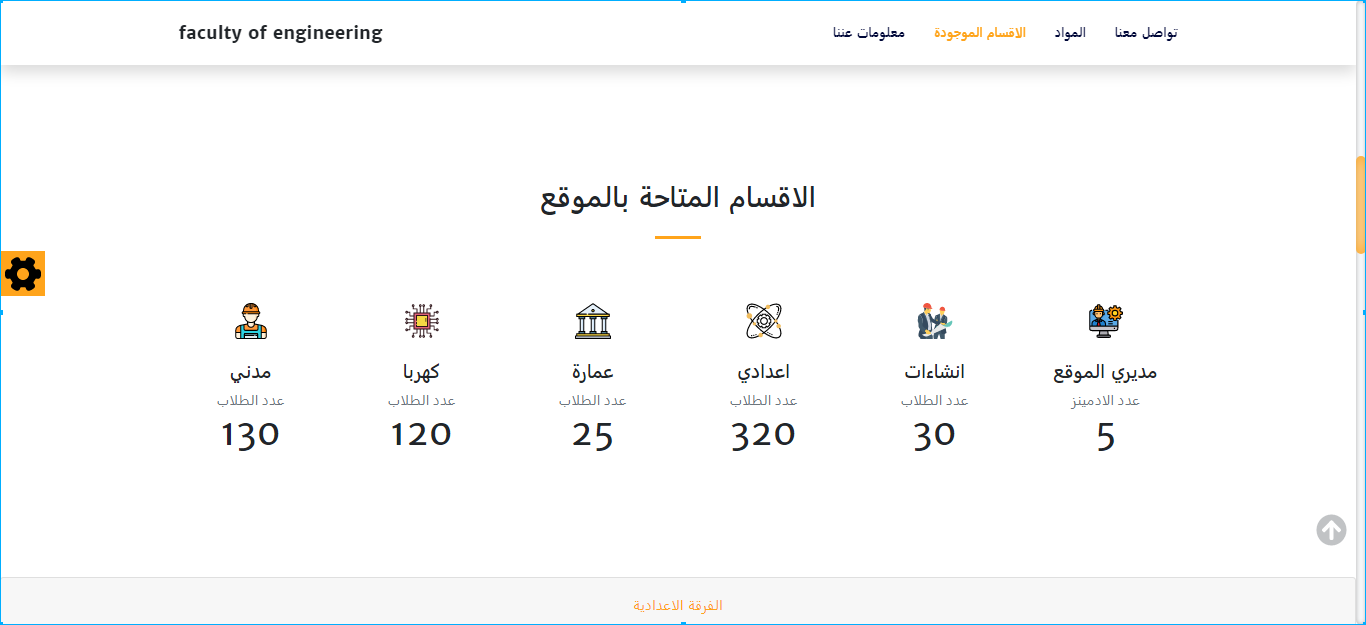 faculty of engineering
تواصل معنا
المواد
الاقسام الموجودة
معلومات عننا
الاقسام المتاحة بالموقع
مديري الموقع
عدد الادمينز
5
انشاءات
عدد الطلاب
30
اعدادي
عدد الطلاب
320
عمارة
عدد الطلاب
25
كهربا
عدد الطلاب
120
مدني
عدد الطلاب
130
الفرقة الاعدادية